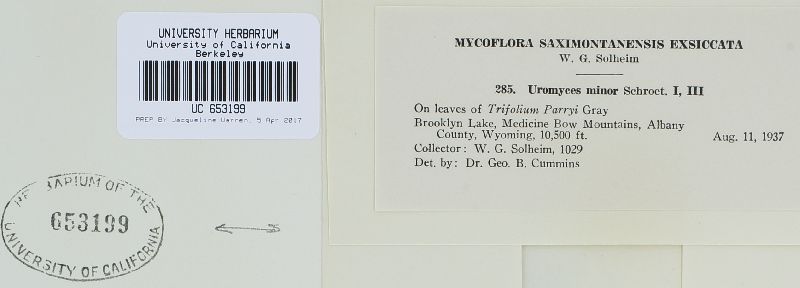 UNIVERSITY HERBARIUM
University of California
Berkeley
UC 653199
PREP BY Jacqueline Warren, 5 Apr 2017
HERBARIUM OF THE
653199
UNIVERSITY OF CALIFORNIA
MYCOFLORA SAXIMONTANENSIS EXSICCATA
W. G. Solheim
285. Uromyces minor Schroet. I, III
On leaves of Trifolium Parryi Gray
Brooklyn Lake, Medicine Bow Mountains, Albany
County, Wyoming, 10,500 ft.
Aug. 11, 1937
Collector: W. G. Solheim, 1029
Det. by: Dr. Geo. B. Cummins